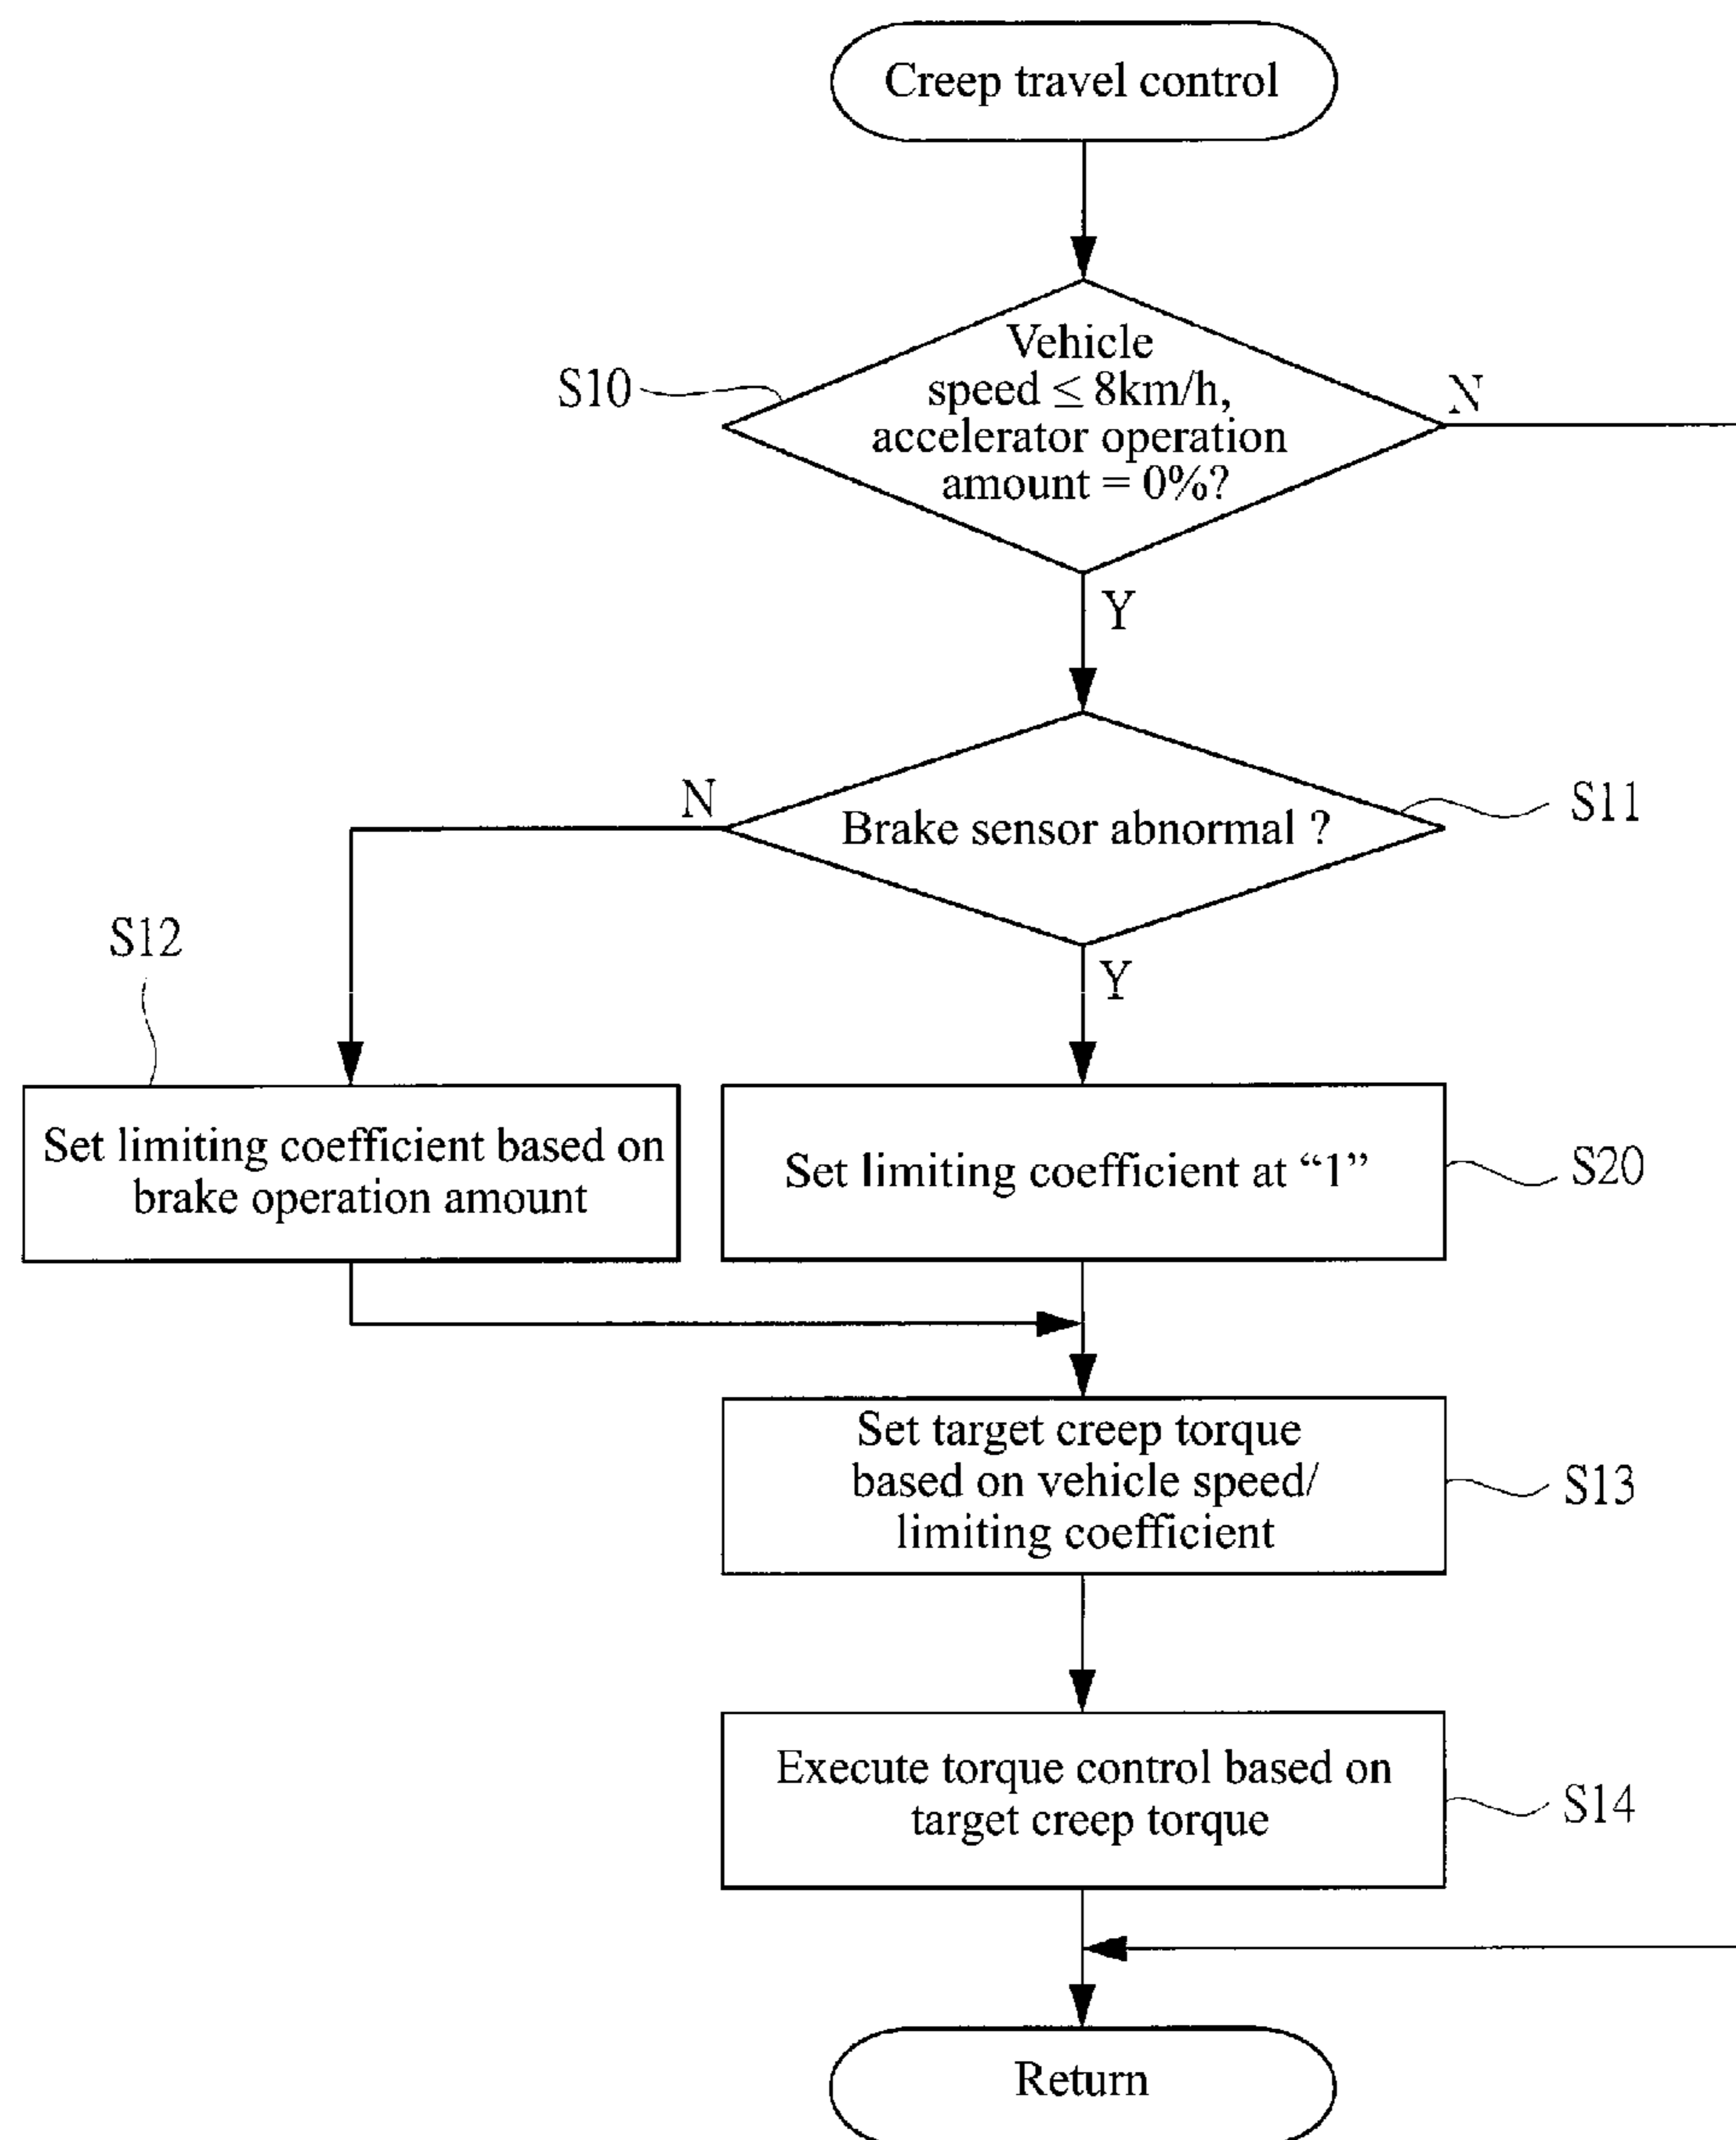 Creep travel control
S10
Vehicle
speed ≤ 8km/h,
accelerator operation
amount = 0%?
N
Y
N
Brake sensor abnormal ?
S11
S12
Y
Set limiting coefficient based on
brake operation amount
Set limiting coefficient at “1”
S20
Set target creep torque
based on vehicle speed/
limiting coefficient
S13
Execute torque control based on
target creep torque
S14
Return